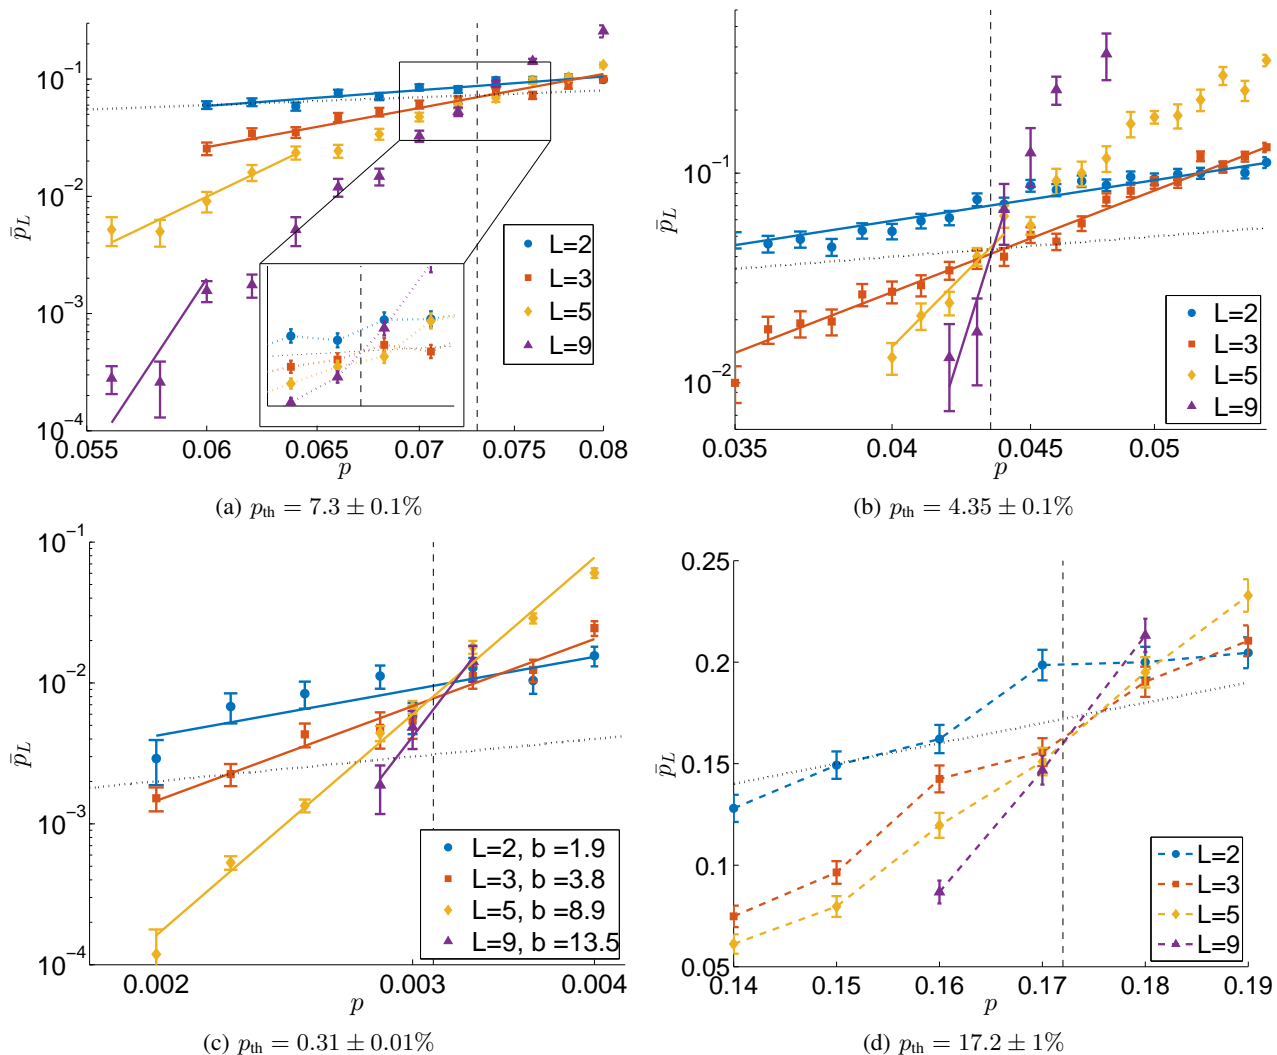 10^{-1}
10^{-2}
10^{-3}
10^{-4}
p̄_L
0.055
0.06
0.065
0.07
0.075
0.08
p
L=2
L=3
L=5
L=9
(a) p_th = 7.3 ± 0.1%
10^{-1}
10^{-2}
p̄_L
0.035
0.04
0.045
0.05
p
L=2
L=3
L=5
L=9
(b) p_th = 4.35 ± 0.1%
10^{-1}
10^{-2}
10^{-3}
10^{-4}
p̄_L
0.002
0.003
0.004
p
L=2, b =1.9
L=3, b =3.8
L=5, b =8.9
L=9, b =13.5
(c) p_th = 0.31 ± 0.01%
0.25
0.2
0.15
0.1
0.05
p̄_L
0.14
0.15
0.16
0.17
0.18
0.19
p
L=2
L=3
L=5
L=9
(d) p_th = 17.2 ± 1%